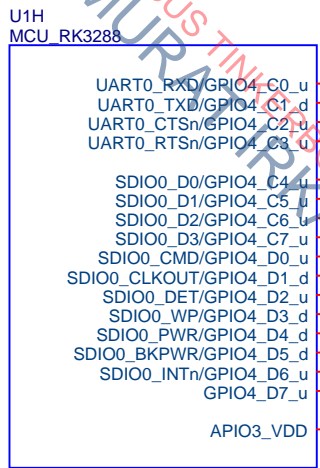 U1H
MCU_RK3288
UART0_RXD/GPIO4_C0_u
UART0_TXD/GPIO4_C1_d
UART0_CTSn/GPIO4_C2_u
UART0_RTSn/GPIO4_C3_u
SDIO0_D0/GPIO4_C4_u
SDIO0_D1/GPIO4_C5_u
SDIO0_D2/GPIO4_C6_u
SDIO0_D3/GPIO4_C7_u
SDIO0_CMD/GPIO4_D0_u
SDIO0_CLKOUT/GPIO4_D1_d
SDIO0_DET/GPIO4_D2_u
SDIO0_WP/GPIO4_D3_d
SDIO0_PWR/GPIO4_D4_d
SDIO0_BKPWR/GPIO4_D5_d
SDIO0_INTn/GPIO4_D6_u
GPIO4_D7_u
APIO3_VDD